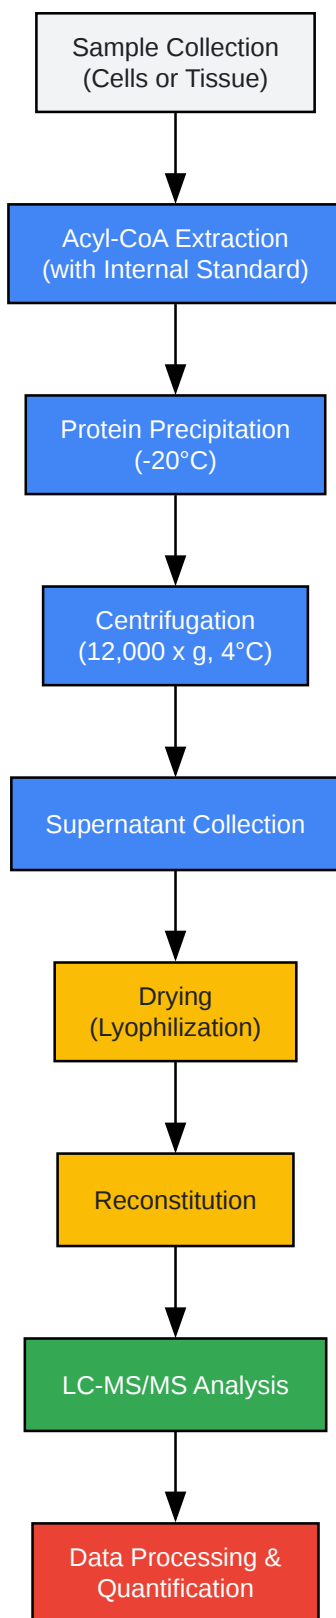 Sample Collection
(Cells or Tissue)
Acyl-CoA Extraction
(with Internal Standard)
Protein Precipitation
(-20°C)
Centrifugation
(12,000 x g, 4°C)
Supernatant Collection
Drying
(Lyophilization)
Reconstitution
LC-MS/MS Analysis
Data Processing &
Quantification